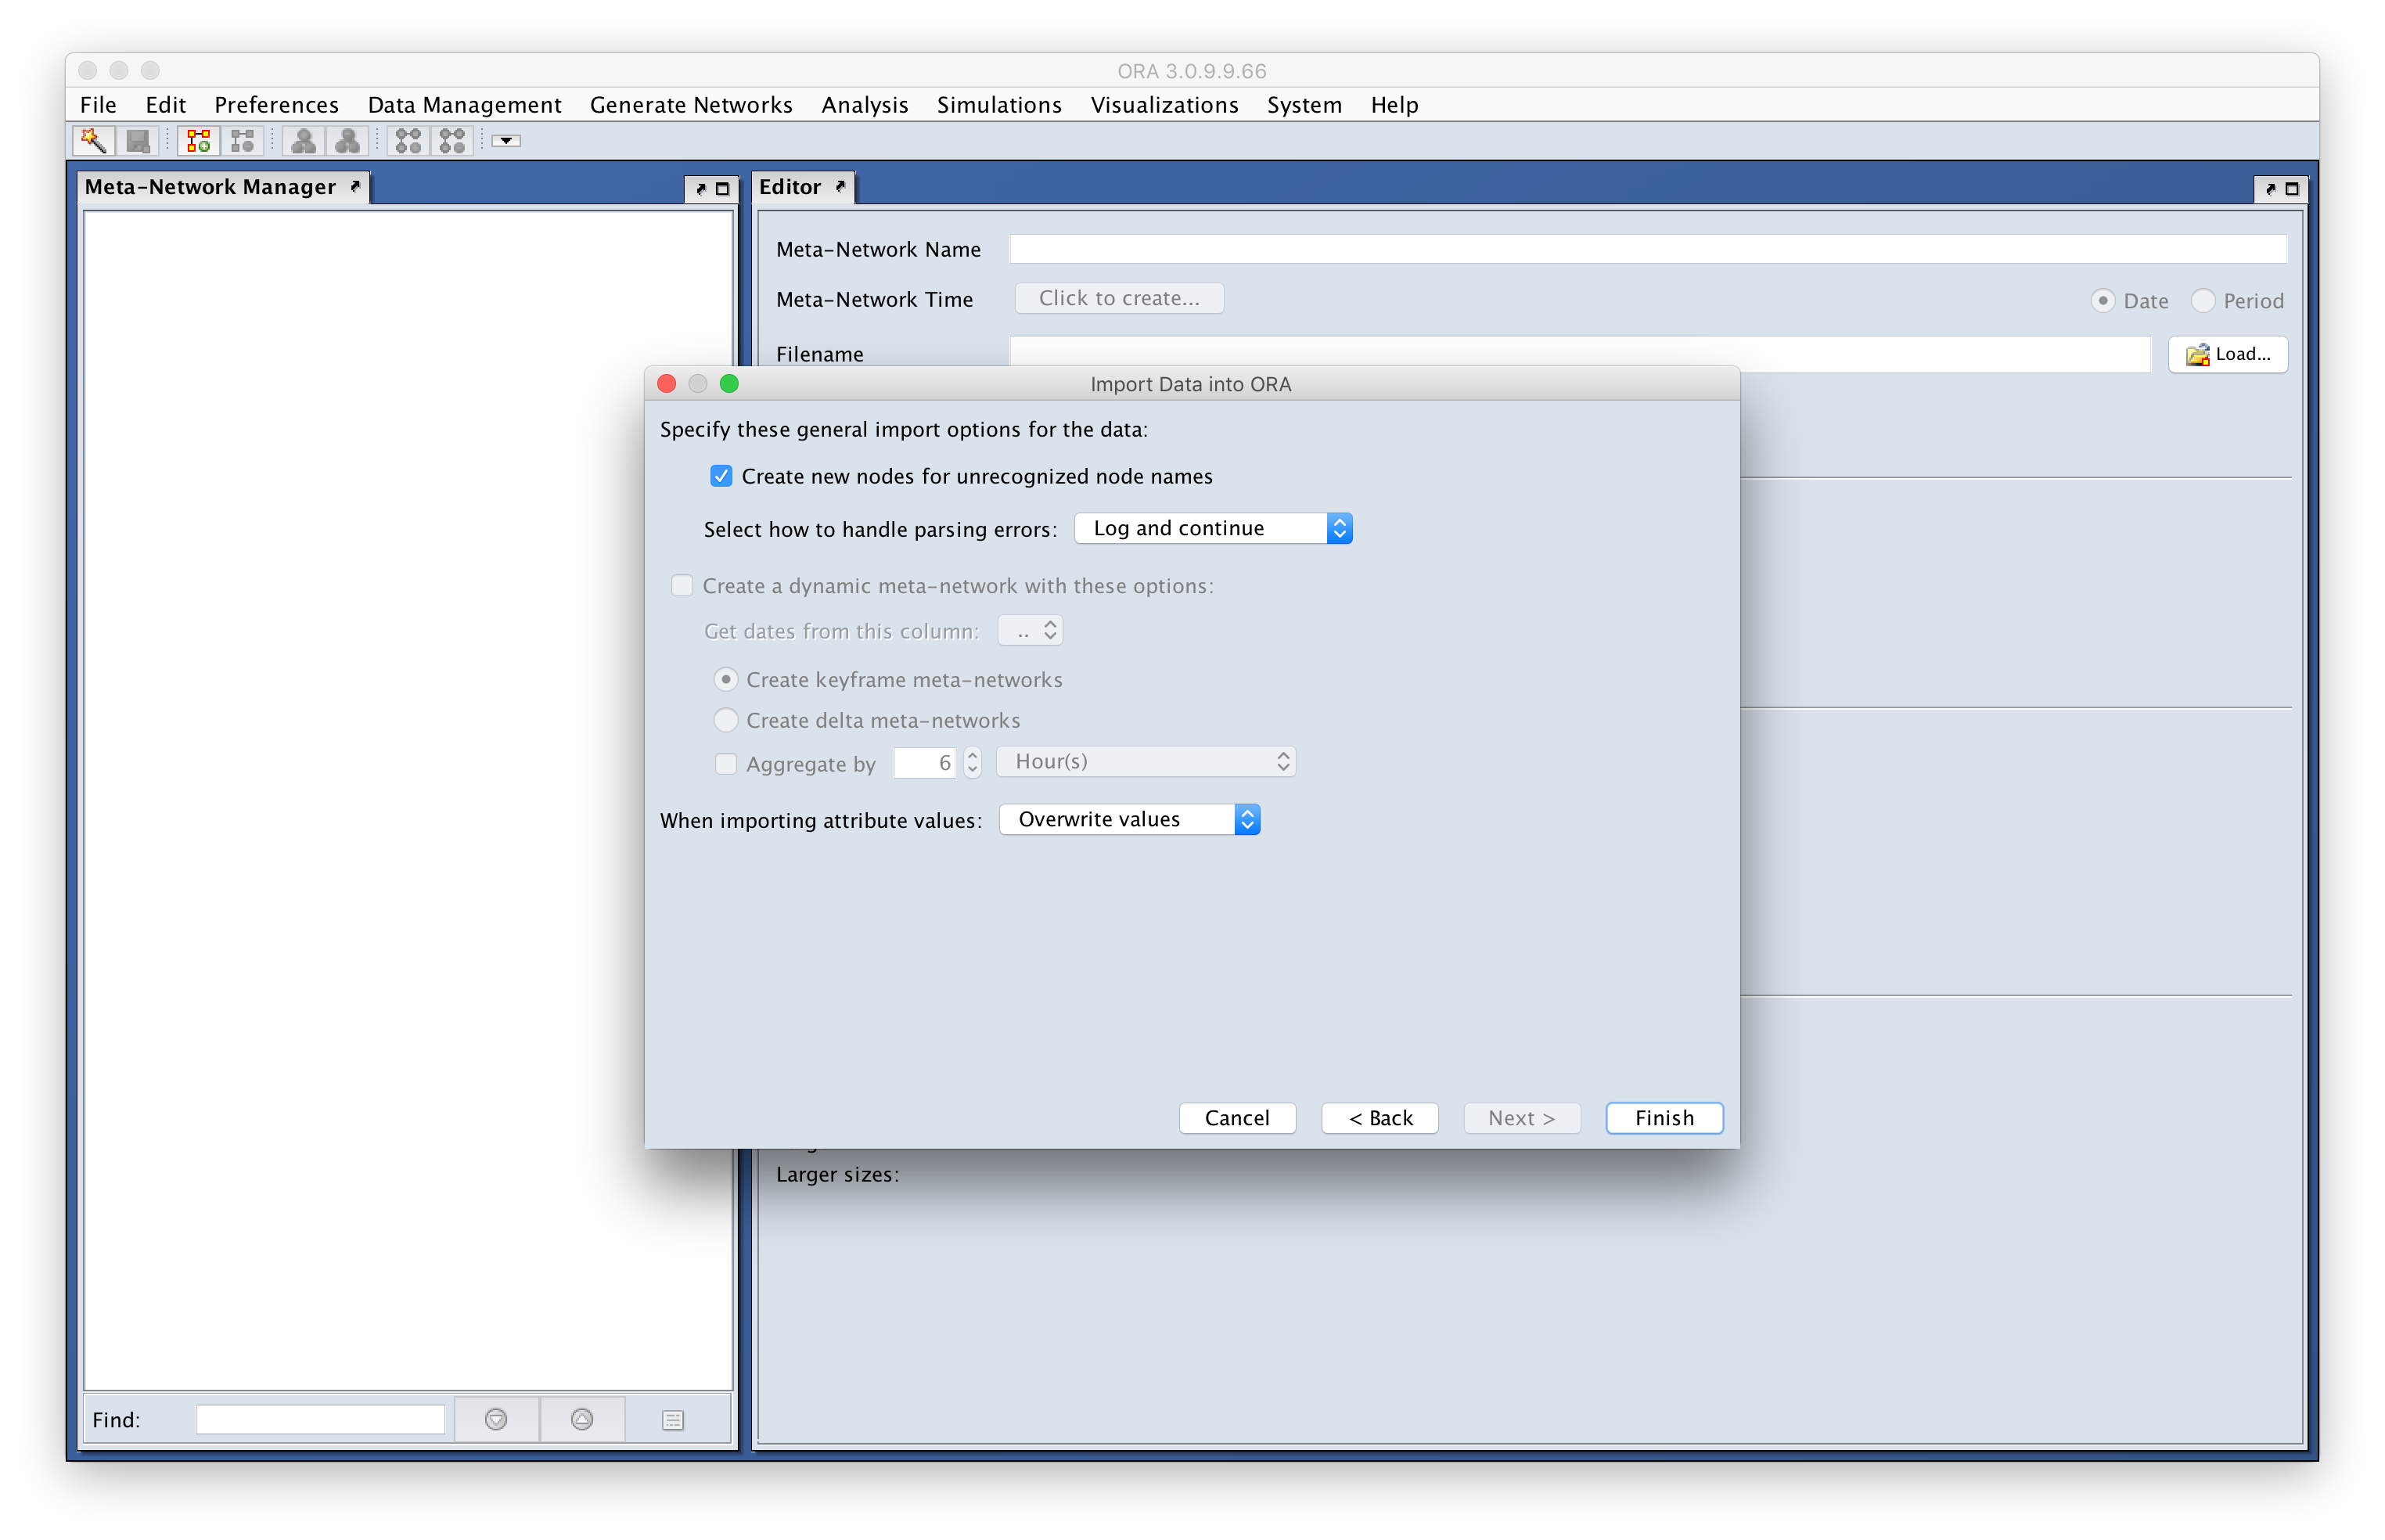 ORA 3.0.9.9.66
File Edit Preferences Data Management Generate Networks Analysis Simulations Visualizations System Help
Meta-Network Manager
Editor
Meta-Network Name
Meta-Network Time Click to create... Date Period
Filename Load...
Import Data into ORA
Specify these general import options for the data:
Create new nodes for unrecognized node names
Select how to handle parsing errors: Log and continue
Create a dynamic meta-network with these options:
Get dates from this column: ..
Create keyframe meta-networks
Create delta meta-networks
Aggregate by 6 Hour(s)
When importing attribute values: Overwrite values
Cancel < Back Next > Finish
Larger sizes:
Find: